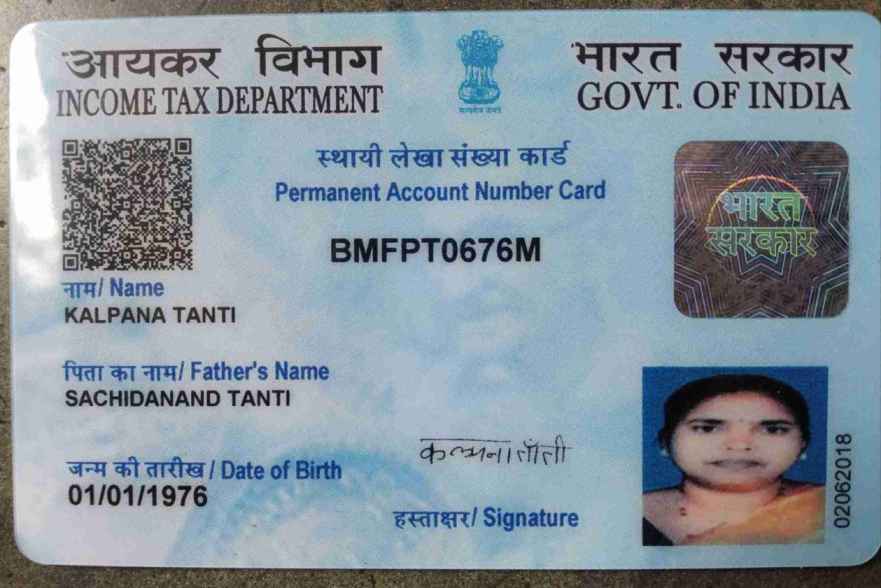 आयकर विभाग
INCOME TAX DEPARTMENT
सत्यमेव जयते
भारत सरकार
GOVT. OF INDIA
स्थायी लेखा संख्या कार्ड
Permanent Account Number Card
BMFPT0676M
भारत
सरकार
नाम/ Name
KALPANA TANTI
पिता का नाम/ Father's Name
SACHIDANAND TANTI
जन्म की तारीख/ Date of Birth
01/01/1976
कल्पना ताँती
हस्ताक्षर/ Signature
02062018